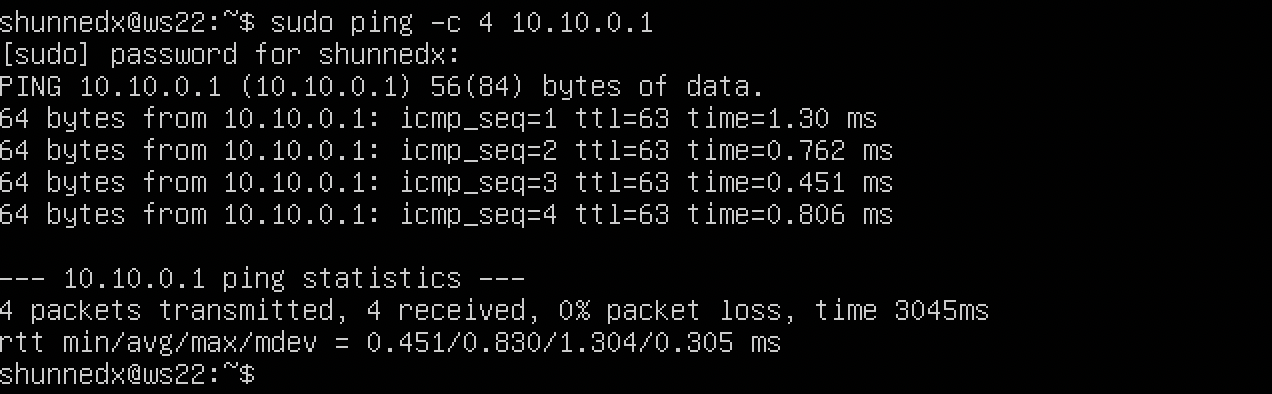 shunnedx@ws22:~$ sudo ping -c 4 10.10.0.1
[sudo] password for shunnedx:
PING 10.10.0.1 (10.10.0.1) 56(84) bytes of data.
64 bytes from 10.10.0.1: icmp_seq=1 ttl=63 time=1.30 ms
64 bytes from 10.10.0.1: icmp_seq=2 ttl=63 time=0.762 ms
64 bytes from 10.10.0.1: icmp_seq=3 ttl=63 time=0.451 ms
64 bytes from 10.10.0.1: icmp_seq=4 ttl=63 time=0.806 ms
--- 10.10.0.1 ping statistics ---
4 packets transmitted, 4 received, 0% packet loss, time 3045ms
rtt min/avg/max/mdev = 0.451/0.830/1.304/0.305 ms
shunnedx@ws22:~$